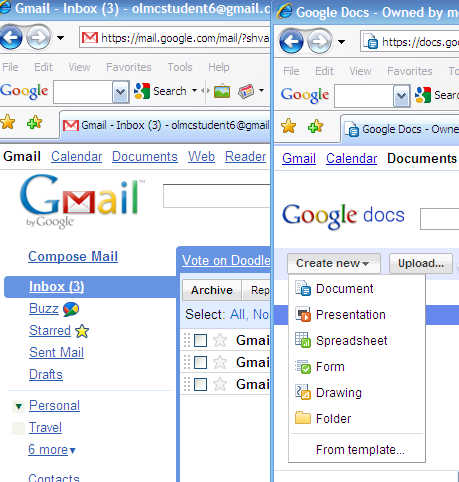 Gmail - Inbox (3) - olmcstudent6@gmail.c
https://mail.google.com/mail/?shva
File Edit View Favorites Tools Help
Google Search
Gmail - Inbox (3) - olmcstudent6@gmail
Gmail Calendar Documents Web Reader
Gmail™
by Google
Compose Mail
Inbox (3)
Buzz
Starred
Sent Mail
Drafts
Personal
Travel
6 more▼
Contacts
Vote on Doodle
Archive Rep
Select: All, No
Gmai
Gmai
Gmai
Google Docs - Owned by m
https://docs.goo
File Edit View Favorites
Google Search
Google Docs - Owne
Gmail Calendar Documents
Google docs
Create new Upload...
Document
Presentation
Spreadsheet
Form
Drawing
Folder
From template...